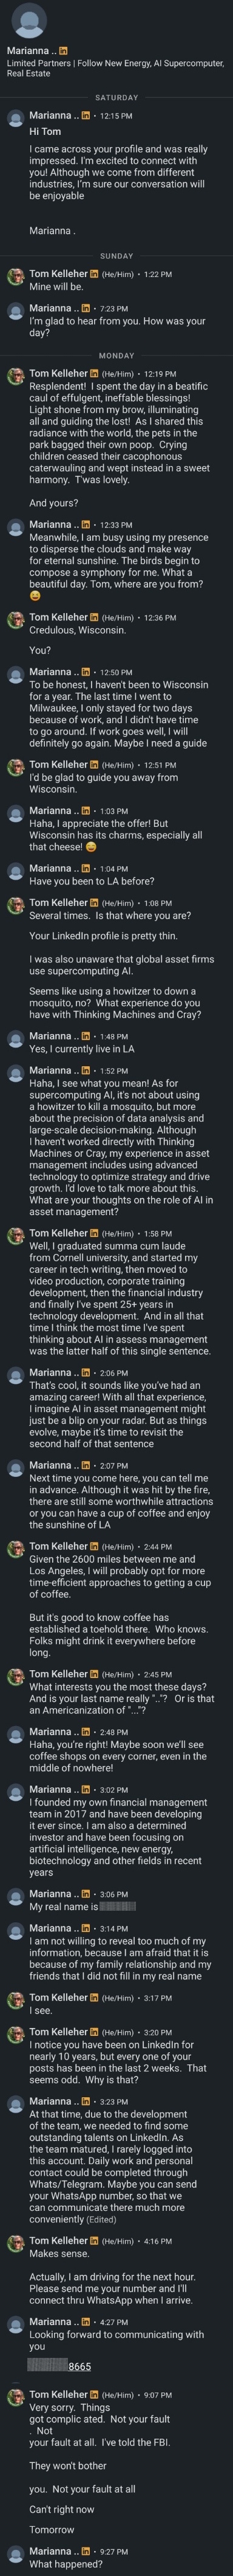 Marianna .. in
Limited Partners | Follow New Energy, AI Supercomputer,
Real Estate
SATURDAY
Marianna .. in • 12:15 PM
Hi Tom
I came across your profile and was really
impressed. I'm excited to connect with
you! Although we come from different
industries, I'm sure our conversation will
be enjoyable
Marianna .
SUNDAY
Tom Kelleher in (He/Him) • 1:22 PM
Mine will be.
Marianna .. in • 7:23 PM
I'm glad to hear from you. How was your
day?
MONDAY
Tom Kelleher in (He/Him) • 12:19 PM
Resplendent! I spent the day in a beatific
caul of effulgent, ineffable blessings!
Light shone from my brow, illuminating
all and guiding the lost! As I shared this
radiance with the world, the pets in the
park bagged their own poop. Crying
children ceased their cacophonous
caterwauling and wept instead in a sweet
harmony. T'was lovely.
And yours?
Marianna .. in • 12:33 PM
Meanwhile, I am busy using my presence
to disperse the clouds and make way
for eternal sunshine. The birds begin to
compose a symphony for me. What a
beautiful day. Tom, where are you from?
😄
Tom Kelleher in (He/Him) • 12:36 PM
Credulous, Wisconsin.
You?
Marianna .. in • 12:50 PM
To be honest, I haven't been to Wisconsin
for a year. The last time I went to
Milwaukee, I only stayed for two days
because of work, and I didn't have time
to go around. If work goes well, I will
definitely go again. Maybe I need a guide
Tom Kelleher in (He/Him) • 12:51 PM
I'd be glad to guide you away from
Wisconsin.
Marianna .. in • 1:03 PM
Haha, I appreciate the offer! But
Wisconsin has its charms, especially all
that cheese! 😄
Marianna .. in • 1:04 PM
Have you been to LA before?
Tom Kelleher in (He/Him) • 1:08 PM
Several times. Is that where you are?
Your LinkedIn profile is pretty thin.
I was also unaware that global asset firms
use supercomputing AI.
Seems like using a howitzer to down a
mosquito, no? What experience do you
have with Thinking Machines and Cray?
Marianna .. in • 1:48 PM
Yes, I currently live in LA
Marianna .. in • 1:52 PM
Haha, I see what you mean! As for
supercomputing AI, it's not about using
a howitzer to kill a mosquito, but more
about the precision of data analysis and
large-scale decision-making. Although
I haven't worked directly with Thinking
Machines or Cray, my experience in asset
management includes using advanced
technology to optimize strategy and drive
growth. I'd love to talk more about this.
What are your thoughts on the role of AI in
asset management?
Tom Kelleher in (He/Him) • 1:58 PM
Well, I graduated summa cum laude
from Cornell university, and started my
career in tech writing, then moved to
video production, corporate training
development, then the financial industry
and finally I've spent 25+ years in
technology development. And in all that
time I think the most time I've spent
thinking about AI in assess management
was the latter half of this single sentence.
Marianna .. in • 2:06 PM
That's cool, it sounds like you've had an
amazing career! With all that experience,
I imagine AI in asset management might
just be a blip on your radar. But as things
evolve, maybe it's time to revisit the
second half of that sentence
Marianna .. in • 2:07 PM
Next time you come here, you can tell me
in advance. Although it was hit by the fire,
there are still some worthwhile attractions
or you can have a cup of coffee and enjoy
the sunshine of LA
Tom Kelleher in (He/Him) • 2:44 PM
Given the 2600 miles between me and
Los Angeles, I will probably opt for more
time-efficient approaches to getting a cup
of coffee.
But it's good to know coffee has
established a toehold there. Who knows.
Folks might drink it everywhere before
long.
Tom Kelleher in (He/Him) • 2:45 PM
What interests you the most these days?
And is your last name really ".."? Or is that
an Americanization of "..."?
Marianna .. in • 2:48 PM
Haha, you're right! Maybe soon we'll see
coffee shops on every corner, even in the
middle of nowhere!
Marianna .. in • 3:02 PM
I founded my own financial management
team in 2017 and have been developing
it ever since. I am also a determined
investor and have been focusing on
artificial intelligence, new energy,
biotechnology and other fields in recent
years
Marianna .. in • 3:06 PM
My real name is
Marianna .. in • 3:14 PM
I am not willing to reveal too much of my
information, because I am afraid that it is
because of my family relationship and my
friends that I did not fill in my real name
Tom Kelleher in (He/Him) • 3:17 PM
I see.
Tom Kelleher in (He/Him) • 3:20 PM
I notice you have been on LinkedIn for
nearly 10 years, but every one of your
posts has been in the last 2 weeks. That
seems odd. Why is that?
Marianna .. in • 3:23 PM
At that time, due to the development
of the team, we needed to find some
outstanding talents on LinkedIn. As
the team matured, I rarely logged into
this account. Daily work and personal
contact could be completed through
Whats/Telegram. Maybe you can send
your WhatsApp number, so that we
can communicate there much more
conveniently (Edited)
Tom Kelleher in (He/Him) • 4:16 PM
Makes sense.
Actually, I am driving for the next hour.
Please send me your number and I'll
connect thru WhatsApp when I arrive.
Marianna .. in • 4:27 PM
Looking forward to communicating with
you
8665
Tom Kelleher in (He/Him) • 9:07 PM
Very sorry. Things
got complic ated. Not your fault
. Not
your fault at all. I've told the FBI.
They won't bother
you. Not your fault at all
Can't right now
Tomorrow
Marianna .. in • 9:27 PM
What happened?